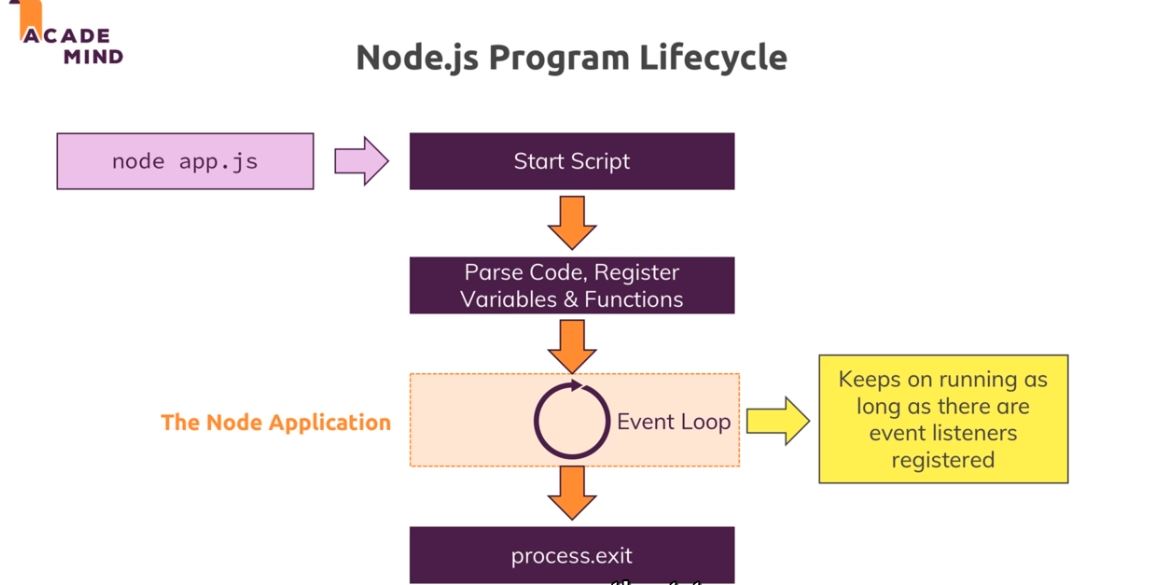 ACADE
MIND
Node.js Program Lifecycle
node app.js
Start Script
Parse Code, Register
Variables & Functions
The Node Application
Event Loop
Keeps on running as
long as there are
event listeners
registered
process.exit